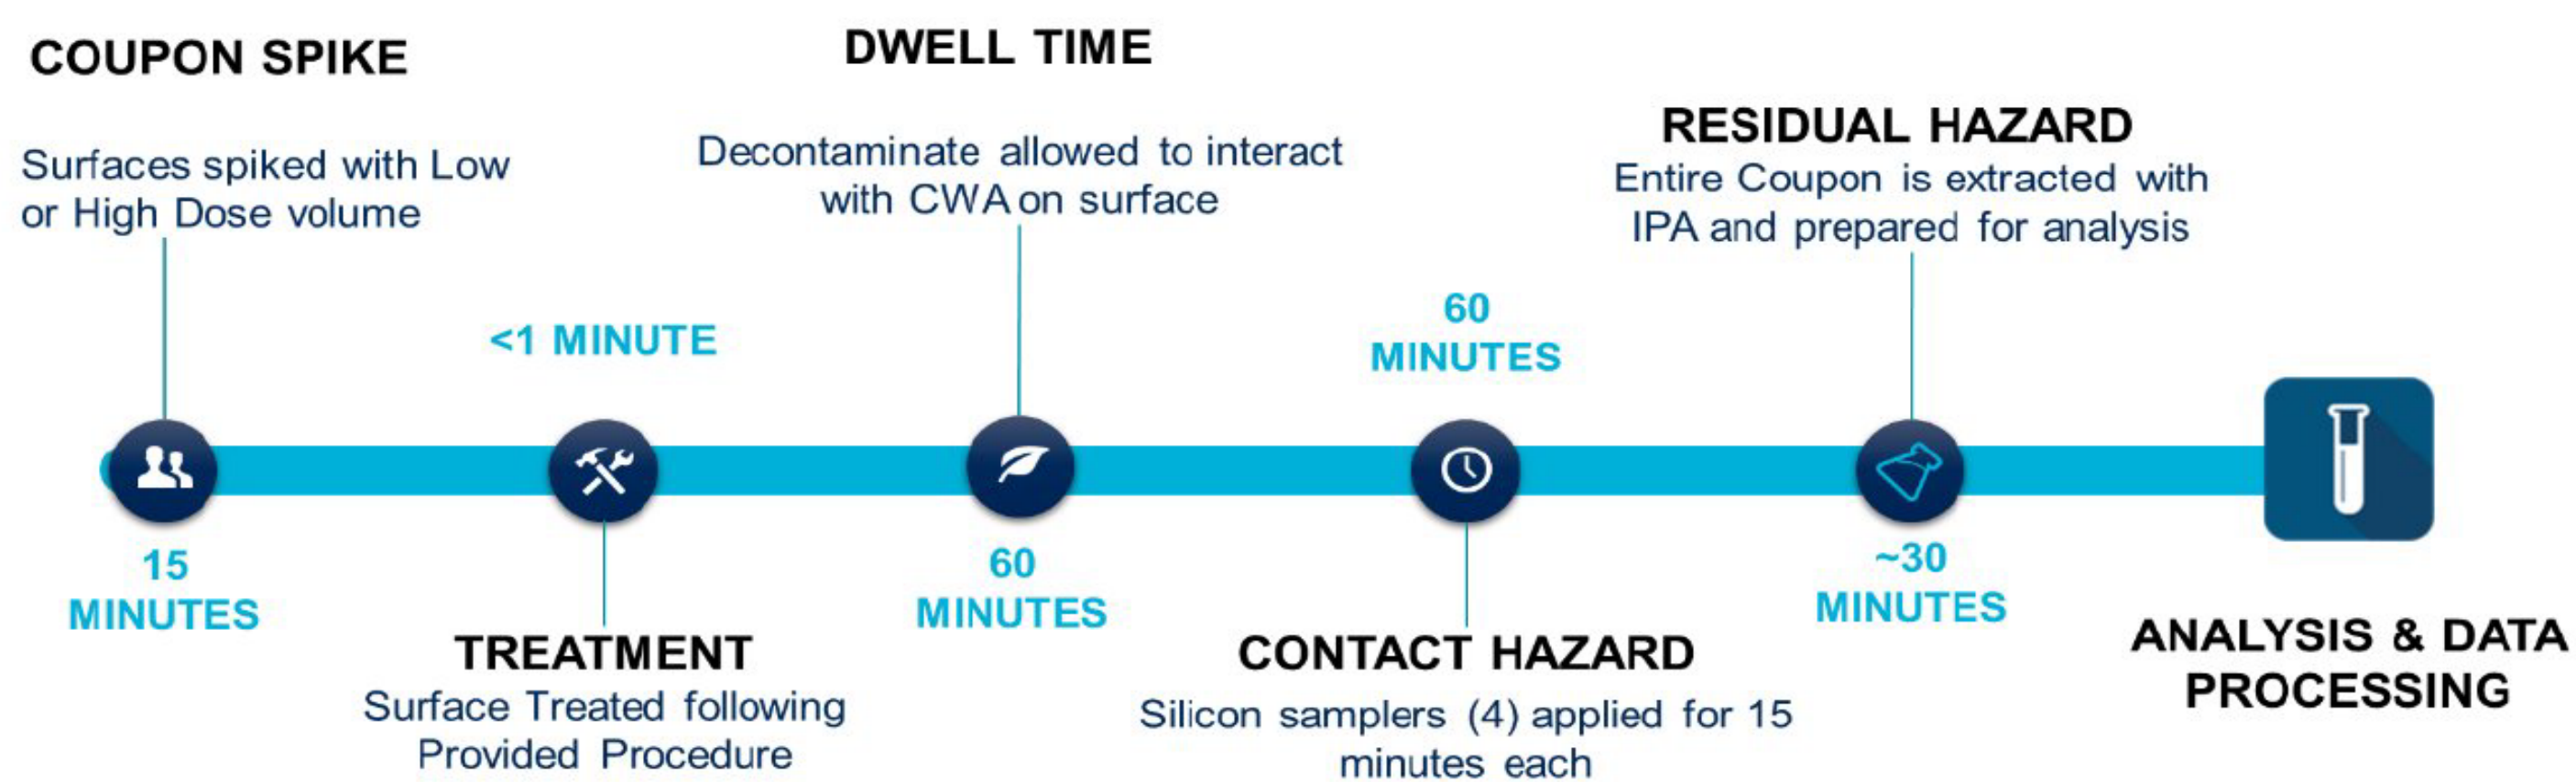 COUPON SPIKE
Surfaces spiked with Low
or High Dose volume
15
MINUTES
<1 MINUTE
TREATMENT
Surface Treated following
Provided Procedure
DWELL TIME
Decontaminate allowed to interact
with CWA on surface
60
MINUTES
60
MINUTES
CONTACT HAZARD
Silicon samplers (4) applied for 15
minutes each
RESIDUAL HAZARD
Entire Coupon is extracted with
IPA and prepared for analysis
~30
MINUTES
ANALYSIS & DATA
PROCESSING